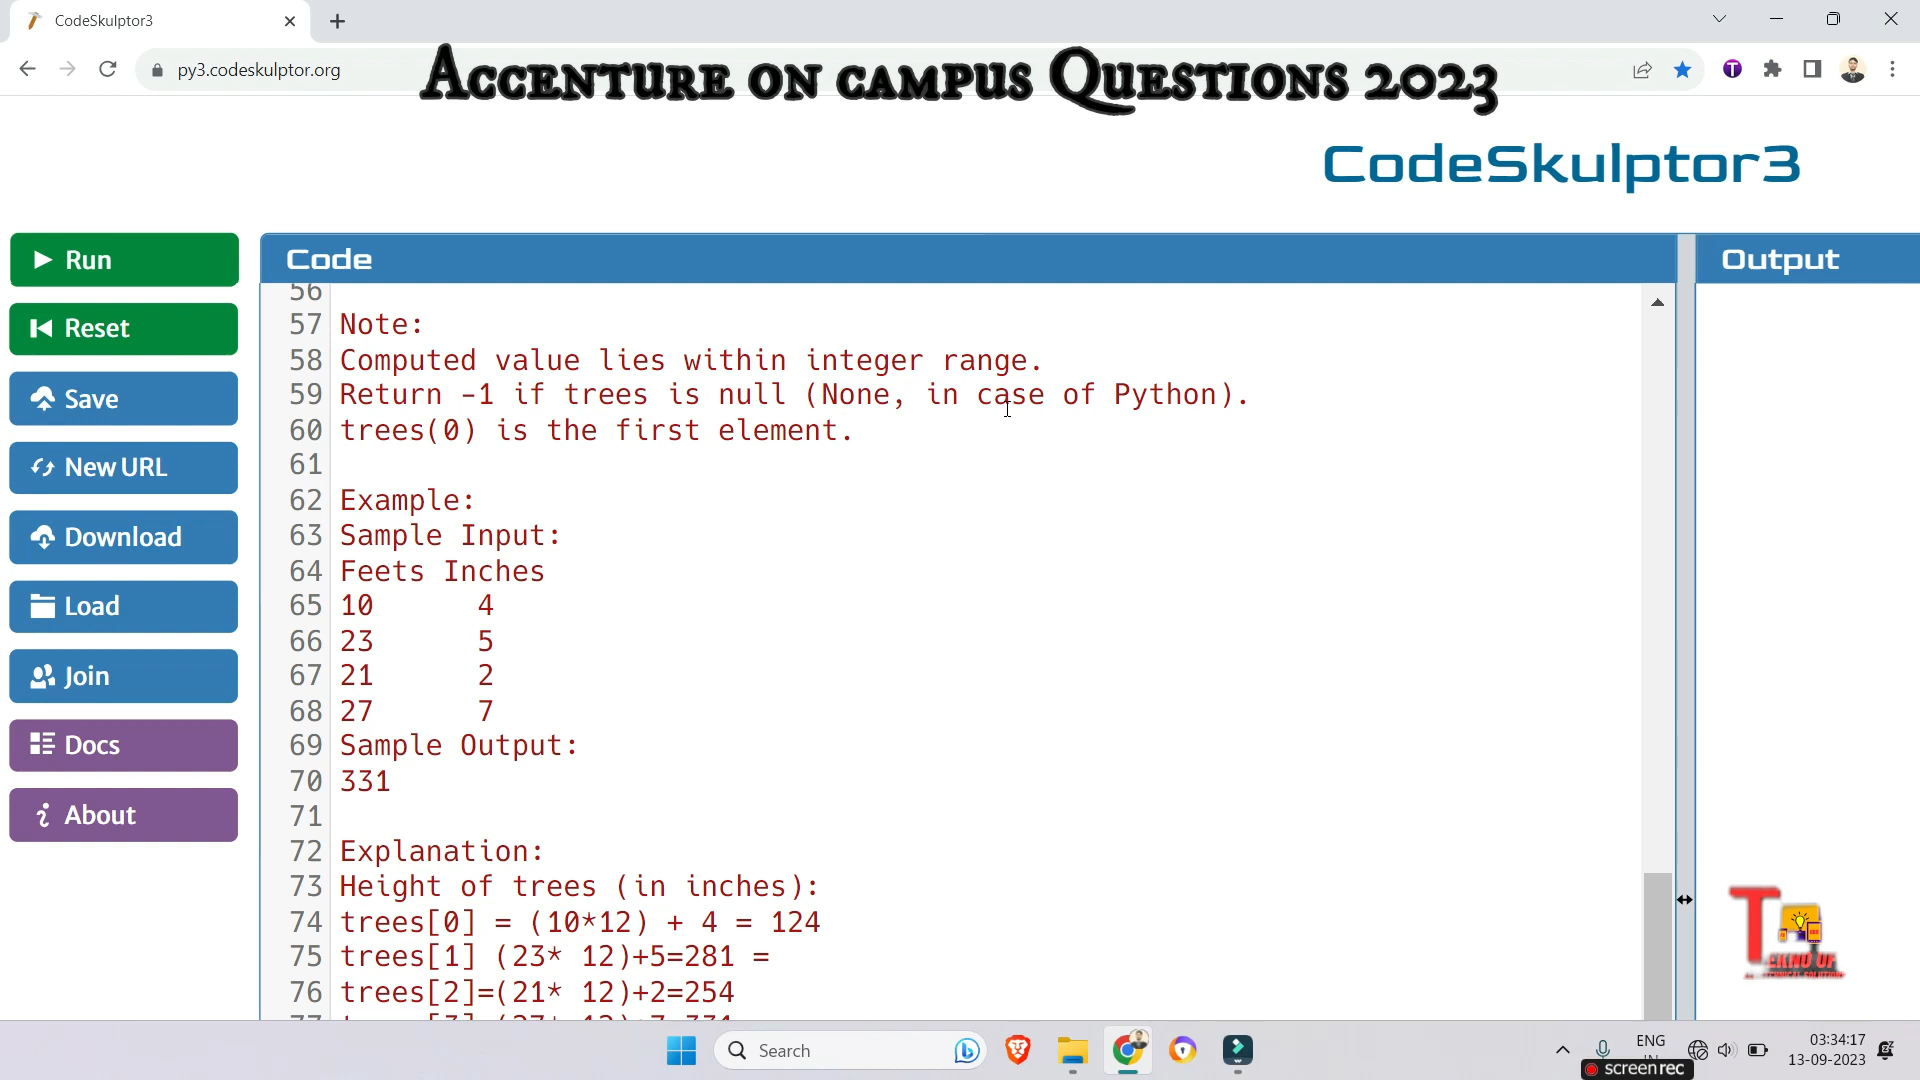 CodeSkulptor3
py3.codeskulptor.org
Accenture on campus Questions 2023
CodeSkulptor3
Run
Reset
Save
New URL
Download
Load
Join
Docs
About
Code
Output
56
57 Note:
58 Computed value lies within integer range.
59 Return -1 if trees is null (None, in case of Python).
60 trees(0) is the first element.
61
62 Example:
63 Sample Input:
64 Feets Inches
65 10 4
66 23 5
67 21 2
68 27 7
69 Sample Output:
70 331
71
72 Explanation:
73 Height of trees (in inches):
74 trees[0] = (10*12) + 4 = 124
75 trees[1] (23* 12)+5=281 =
76 trees[2]=(21* 12)+2=254
Search
ENG
03:34:17
13-09-2023
screenrec